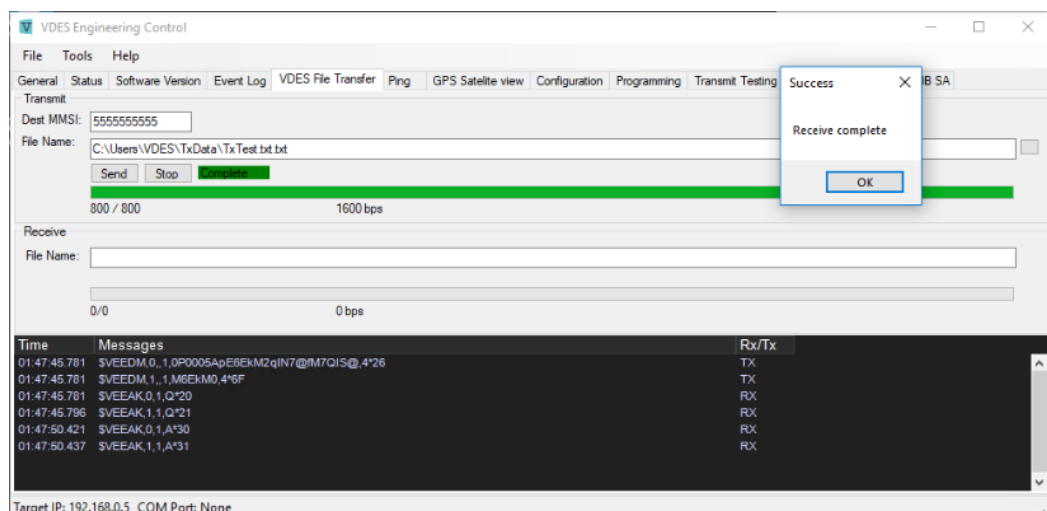 VDES Engineering Control
File Tools Help
General Status Software Version Event Log VDES File Transfer Ping GPS Satelite view Configuration Programming Transmit Testing B SA
Transmit
Dest MMSI: 5555555555
File Name: C:\Users\VDES\TxData\TxTest.txt.txt
Send Stop Complete
800 / 800 1600 bps
Success
Receive complete
OK
Receive
File Name:
0/0 0 bps
Time Messages Rx/Tx
01:47:45.781 $VEEDM,0,,1,0P0005ApE6EkM2qIN7@fM7QIS@,4*26 TX
01:47:45.781 $VEEDM,1,,1,M6EkM0,4*6F TX
01:47:45.781 $VEEAK,0,1,Q*20 RX
01:47:45.796 $VEEAK,1,1,Q*21 RX
01:47:50.421 $VEEAK,0,1,A*30 RX
01:47:50.437 $VEEAK,1,1,A*31 RX
Target IP: 192.168.0.5 COM Port: None